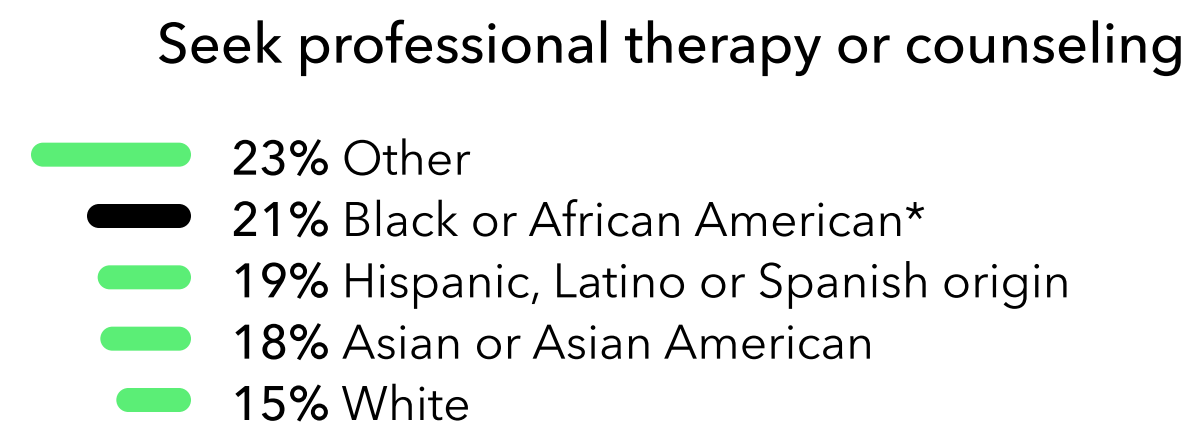 Seek professional therapy or counseling
23% Other
21% Black or African American*
19% Hispanic, Latino or Spanish origin
18% Asian or Asian American
15% White